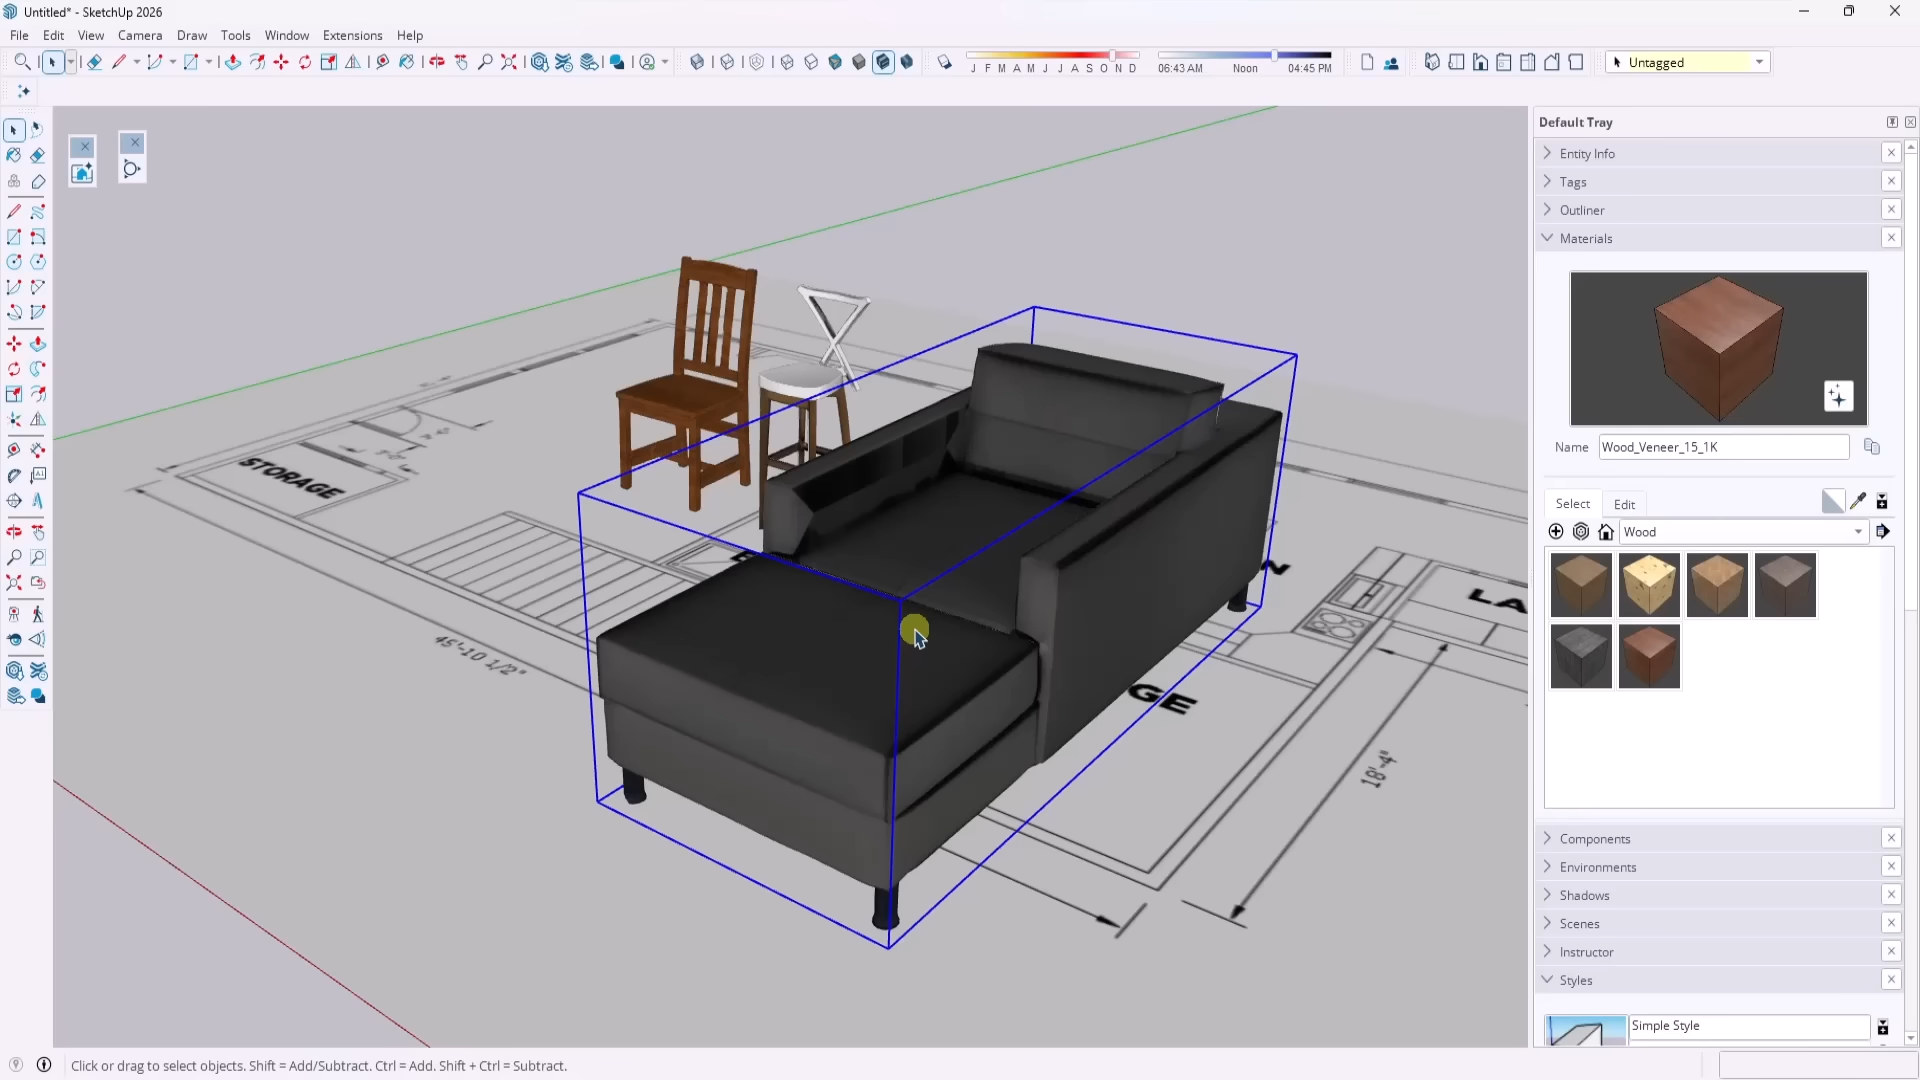 Untitled* - SketchUp 2026
File Edit View Camera Draw Tools Window Extensions Help
J F M A M J J A S O N D
06:43 AM Noon 04:45 PM
Untagged
Default Tray
Entity Info
Tags
Outliner
Materials
Name Wood_Veneer_15_1K
Select Edit
Wood
Components
Environments
Shadows
Scenes
Instructor
Styles
Simple Style
STORAGE
45'-10 1/2"
GE
N
LA
18'-4"
Click or drag to select objects. Shift = Add/Subtract. Ctrl = Add. Shift + Ctrl = Subtract.